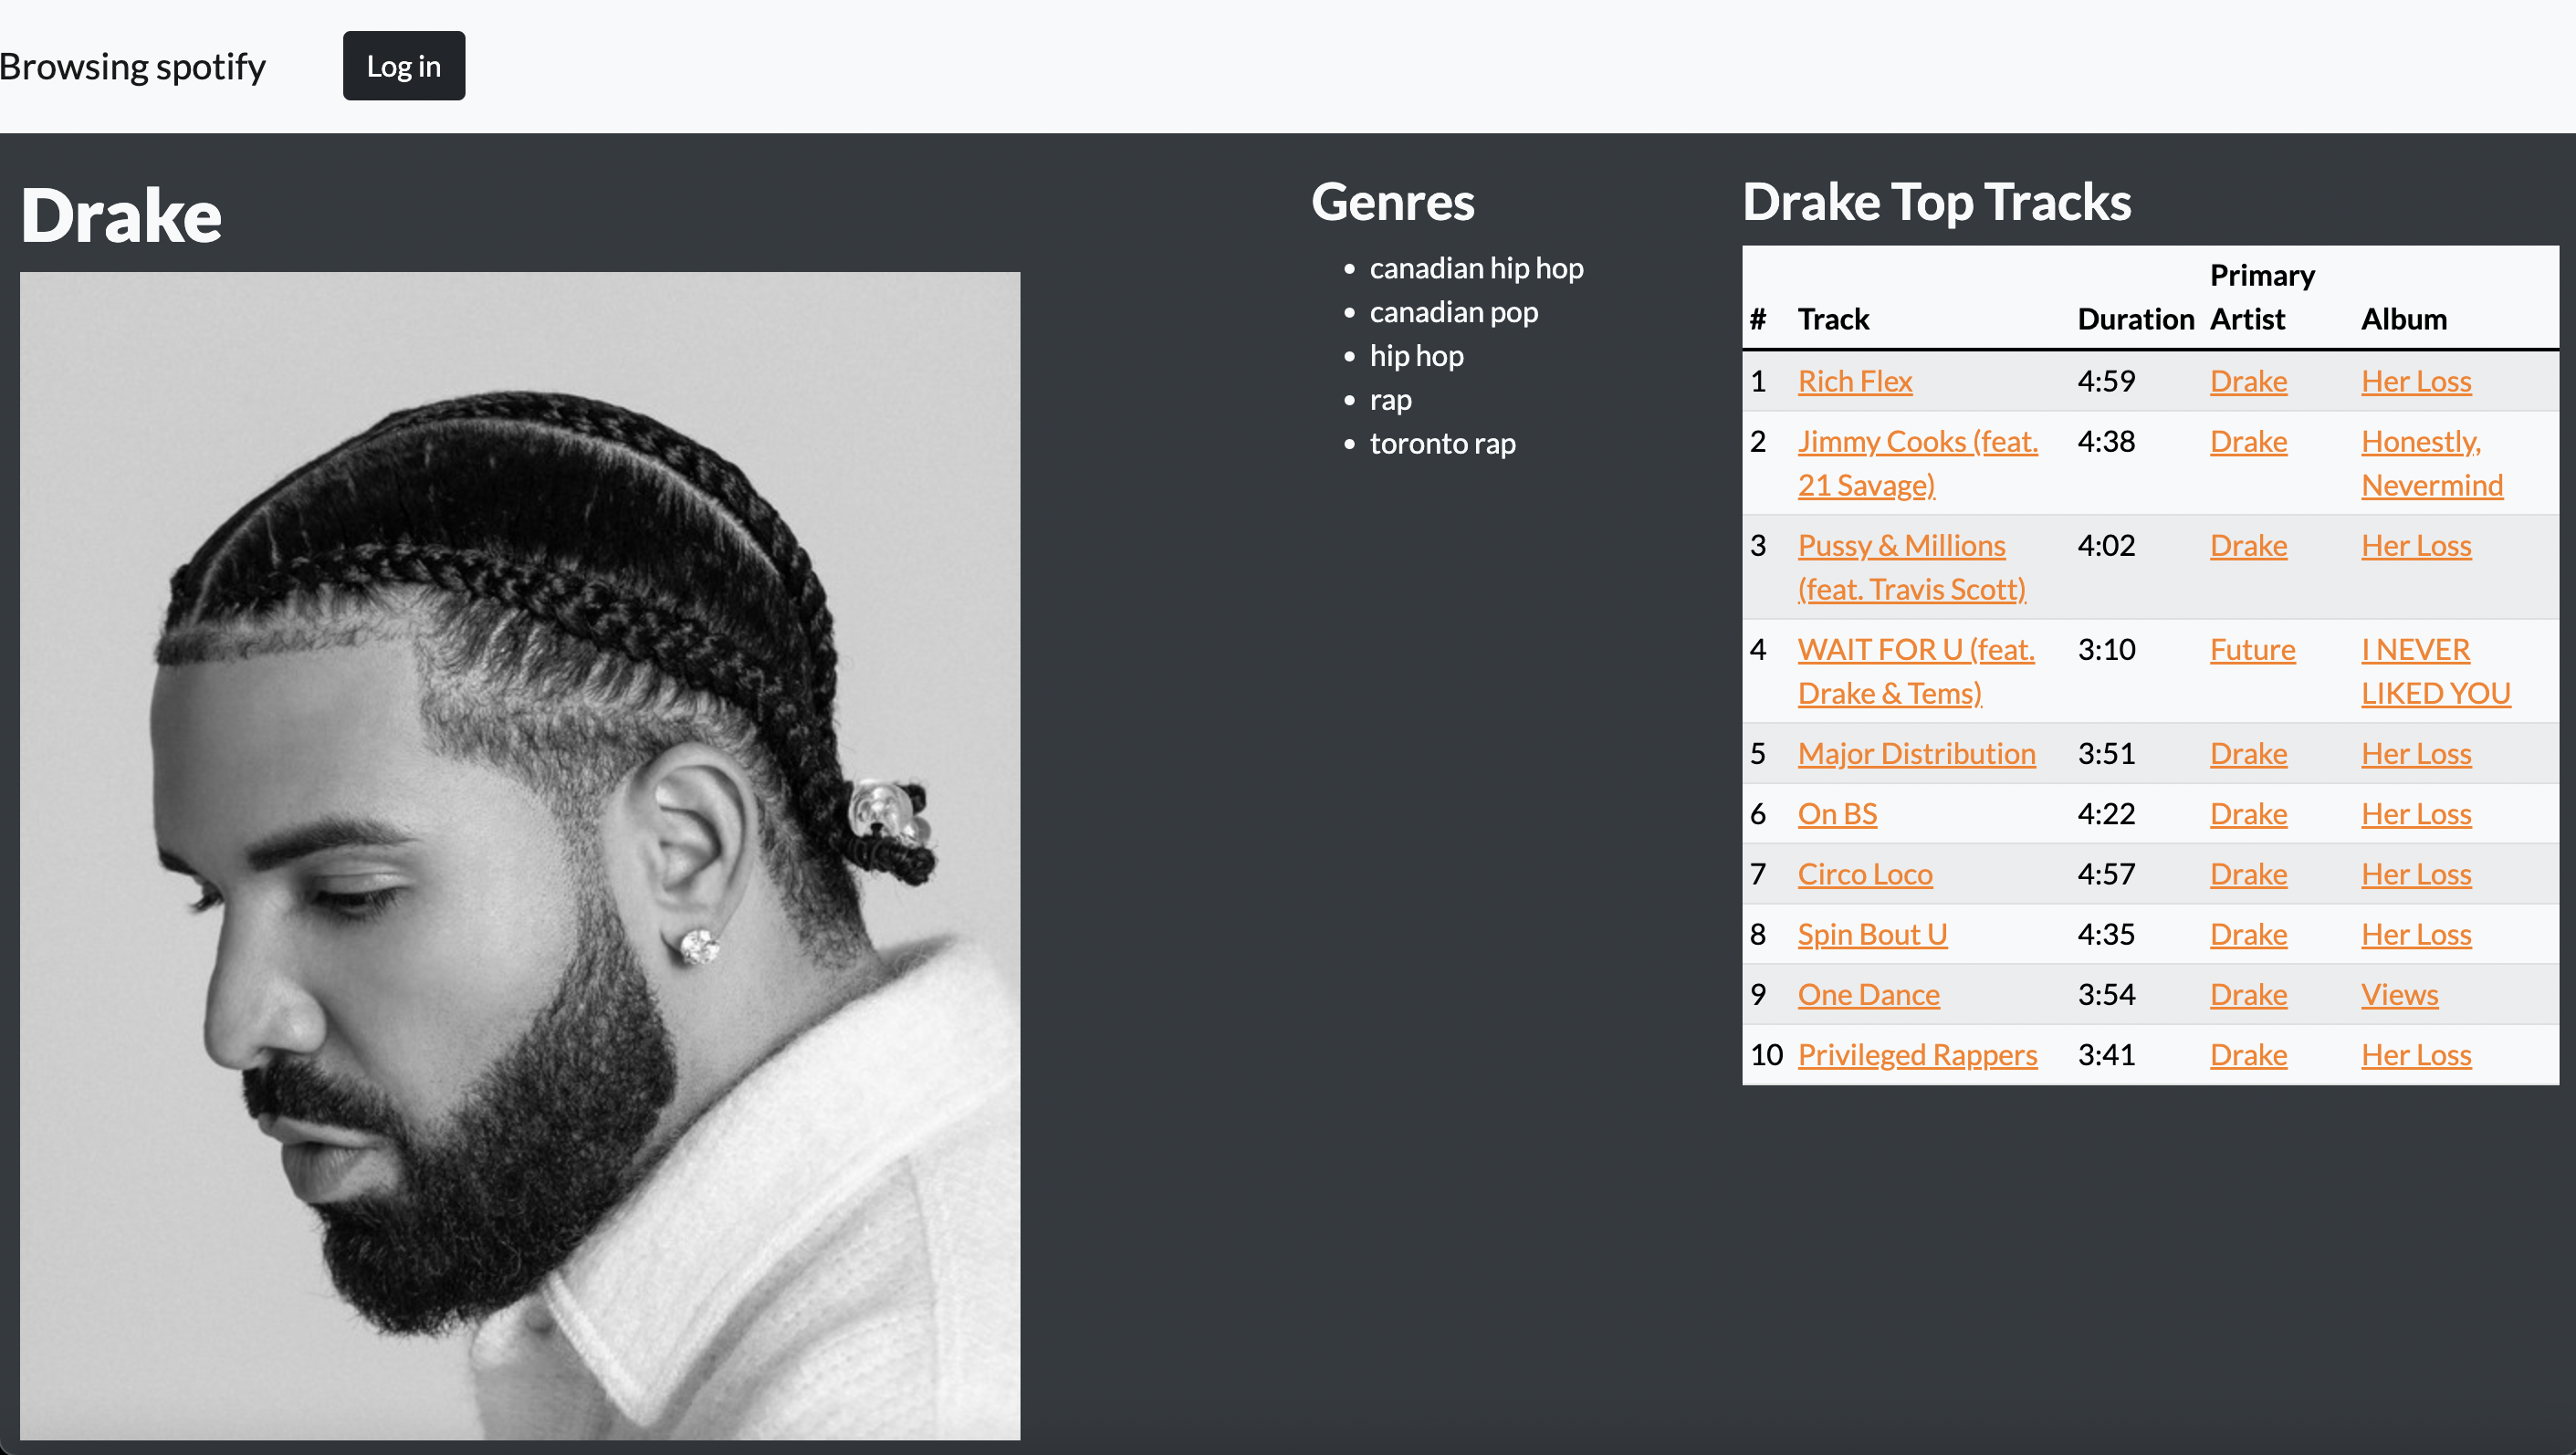 Browsing spotify
Log in
Drake
Genres
canadian hip hop
canadian pop
hip hop
rap
toronto rap
Drake Top Tracks
# Track Duration Primary Artist Album
1 Rich Flex 4:59 Drake Her Loss
2 Jimmy Cooks (feat. 21 Savage) 4:38 Drake Honestly, Nevermind
3 Pussy & Millions (feat. Travis Scott) 4:02 Drake Her Loss
4 WAIT FOR U (feat. Drake & Tems) 3:10 Future I NEVER LIKED YOU
5 Major Distribution 3:51 Drake Her Loss
6 On BS 4:22 Drake Her Loss
7 Circo Loco 4:57 Drake Her Loss
8 Spin Bout U 4:35 Drake Her Loss
9 One Dance 3:54 Drake Views
10 Privileged Rappers 3:41 Drake Her Loss